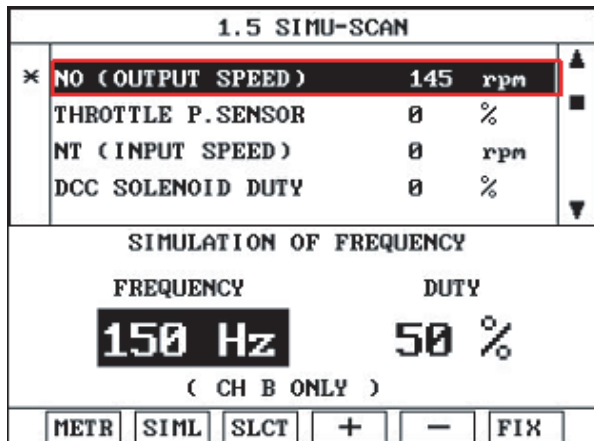 1.5 SIMU-SCAN
* NO (OUTPUT SPEED) 145 rpm
THROTTLE P.SENSOR 0 %
NT (INPUT SPEED) 0 rpm
DCC SOLENOID DUTY 0 %
SIMULATION OF FREQUENCY
FREQUENCY DUTY
150 Hz 50 %
( CH B ONLY )
METR SIML SLCT + - FIX